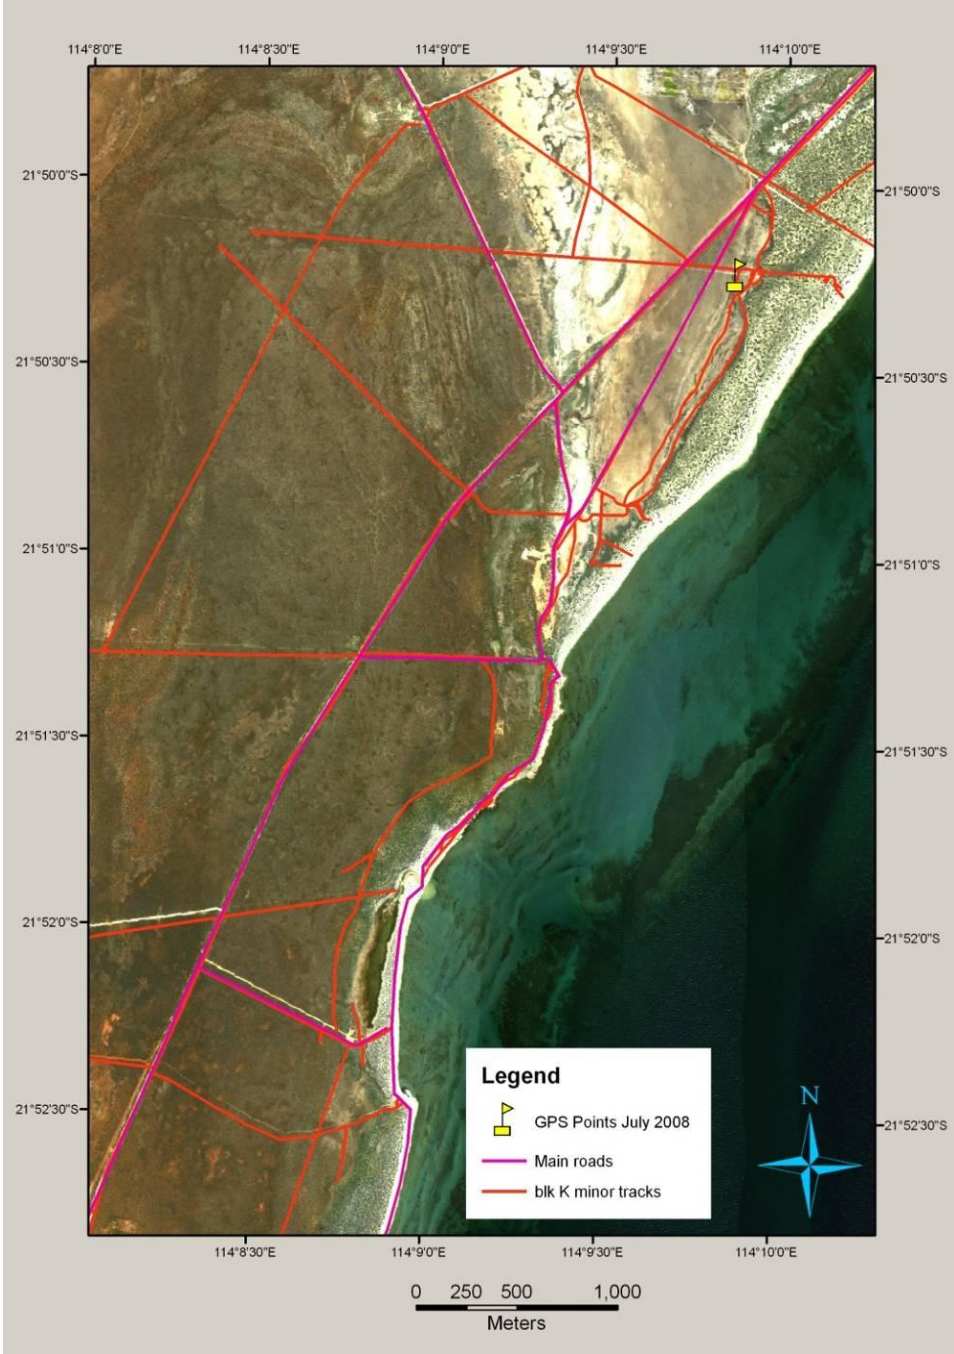 114°8'0"E 114°8'30"E 114°9'0"E 114°9'30"E 114°10'0"E
21°50'0"S 21°50'0"S
21°50'30"S 21°50'30"S
21°51'0"S 21°51'0"S
21°51'30"S 21°51'30"S
21°52'0"S 21°52'0"S
21°52'30"S 21°52'30"S
Legend
GPS Points July 2008
Main roads
blk K minor tracks
N
114°8'30"E 114°9'0"E 114°9'30"E 114°10'0"E
0 250 500 1,000
Meters